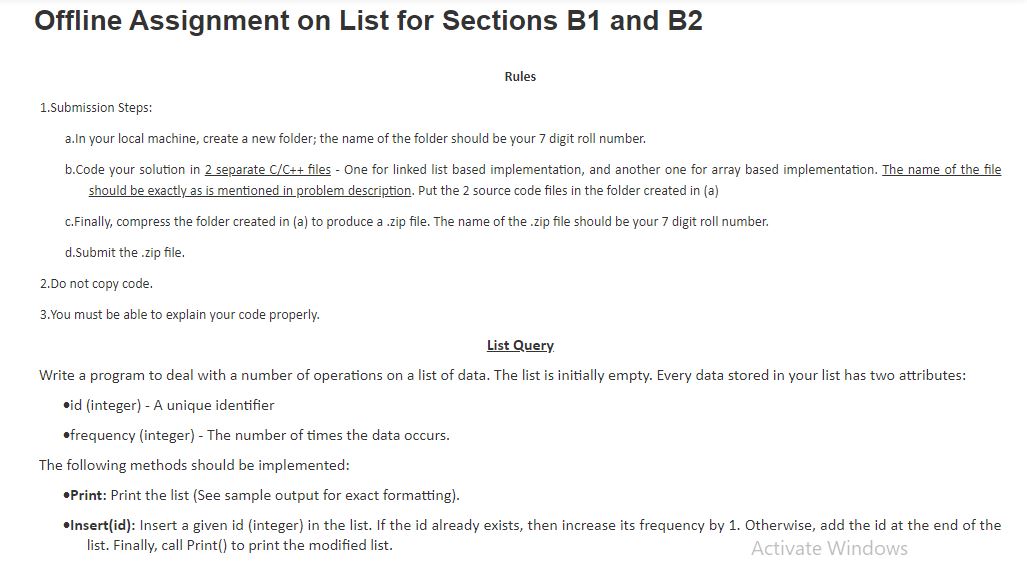 Offline Assignment on List for Sections B1 and B2
Rules
1.Submission Steps:
a.In your local machine, create a new folder; the name of the folder should be your 7 digit roll number.
b.Code your solution in 2 separate C/C++ files - One for linked list based implementation, and another one for array based implementation. The name of the file
should be exactly as is mentioned in problem description. Put the 2 source code files in the folder created in (a)
c.Finally, compress the folder created in (a) to produce a .zip file. The name of the .zip file should be your 7 digit roll number.
d.Submit the .zip file.
2.Do not copy code.
3.You must be able to explain your code properly.
List Query
Write a program to deal with a number of operations on a list of data. The list is initially empty. Every data stored in your list has two attributes:
•id (integer) - A unique identifier
•frequency (integer) - The number of times the data occurs.
The following methods should be implemented:
•Print: Print the list (See sample output for exact formatting).
•Insert(id): Insert a given id (integer) in the list. If the id already exists, then increase its frequency by 1. Otherwise, add the id at the end of the
list. Finally, call Print() to print the modified list.
Activate Windows